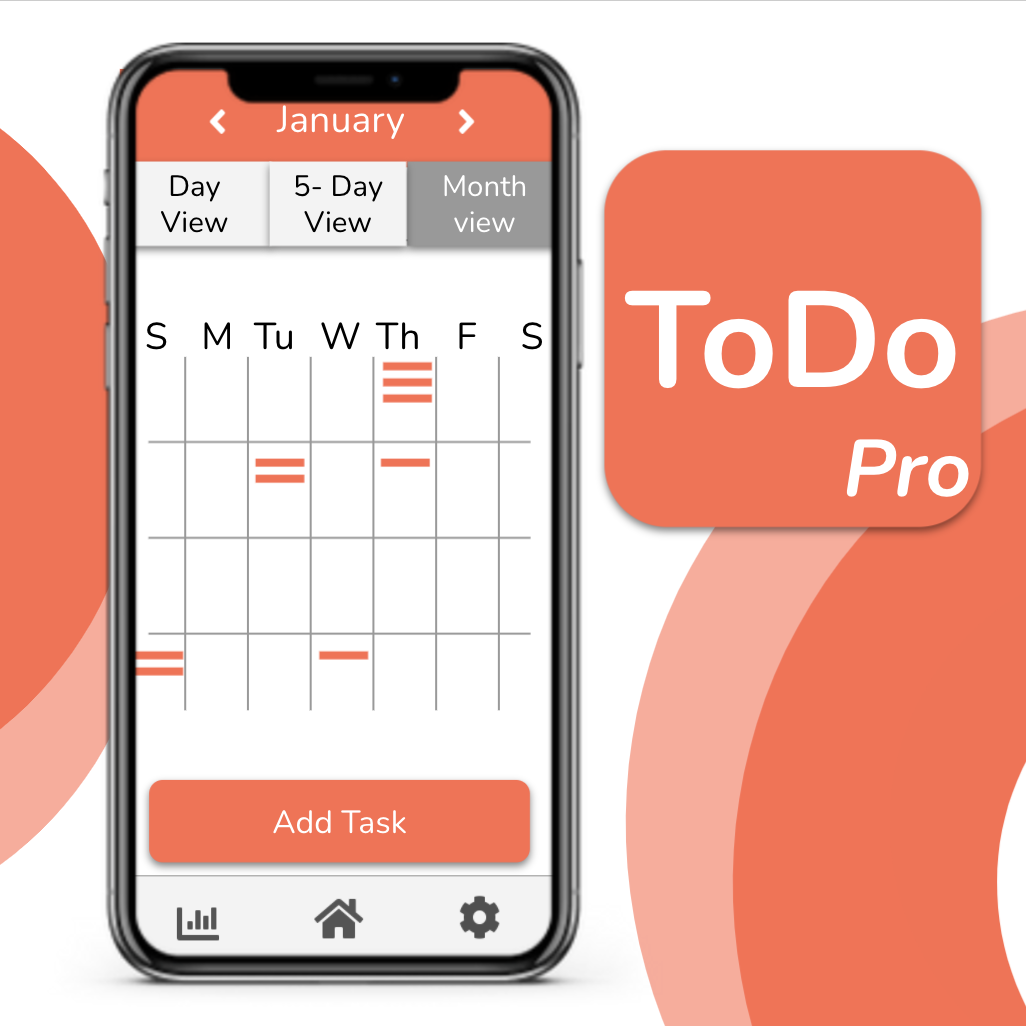 January
Day
View
5- Day
View
Month
view
S M Tu W Th F S
Add Task
ToDo
Pro